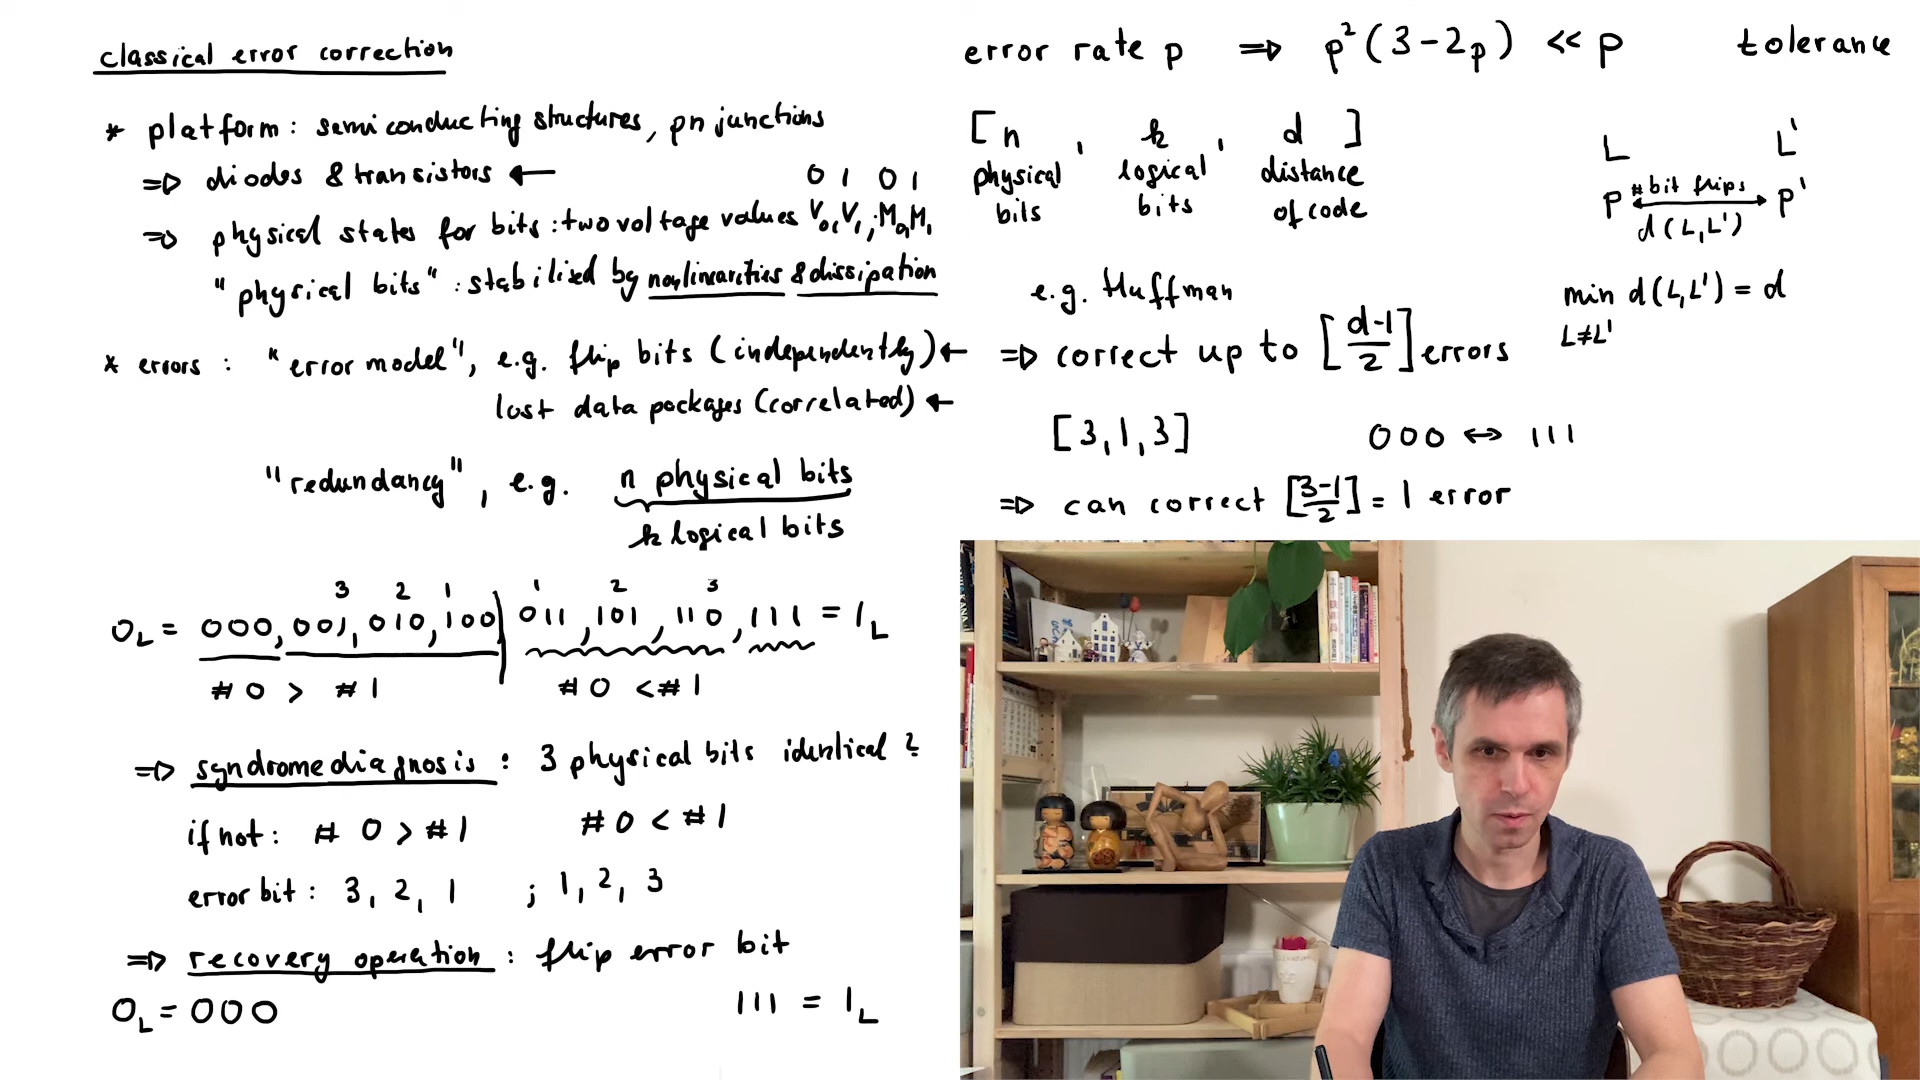 classical error correction
* platform: semiconducting structures, pn junctions
⇒ diodes & transistors ←
0 1 0 1
⇒ physical states for bits: two voltage values V₀, V₁; M₀, M₁
"physical bits": stabilized by nonlinearities & dissipation
* errors: "error model", e.g. flip bits (independently) ←
lost data packages (correlated) ←
"redundancy", e.g. n physical bits
k logical bits
3 2 1 1 2 3
0_L = 000, 001, 010, 100 | 011, 101, 110, 111 = 1_L
#0 > #1 #0 < #1
⇒ syndrome diagnosis: 3 physical bits identical?
if not: #0 > #1 #0 < #1
error bit: 3, 2, 1 ; 1, 2, 3
⇒ recovery operation: flip error bit
0_L = 000 111 = 1_L
error rate p ⇒ p²(3-2p) << p tolerance
[n, k, d]
physical logical distance
bits bits of code
L L'
p # bit flips p'
d(L,L')
e.g. Huffman
min d(L,L') = d
L≠L'
⇒ correct up to [(d-1)/2] errors
[3,1,3] 000 ↔ 111
⇒ can correct [(3-1)/2] = 1 error